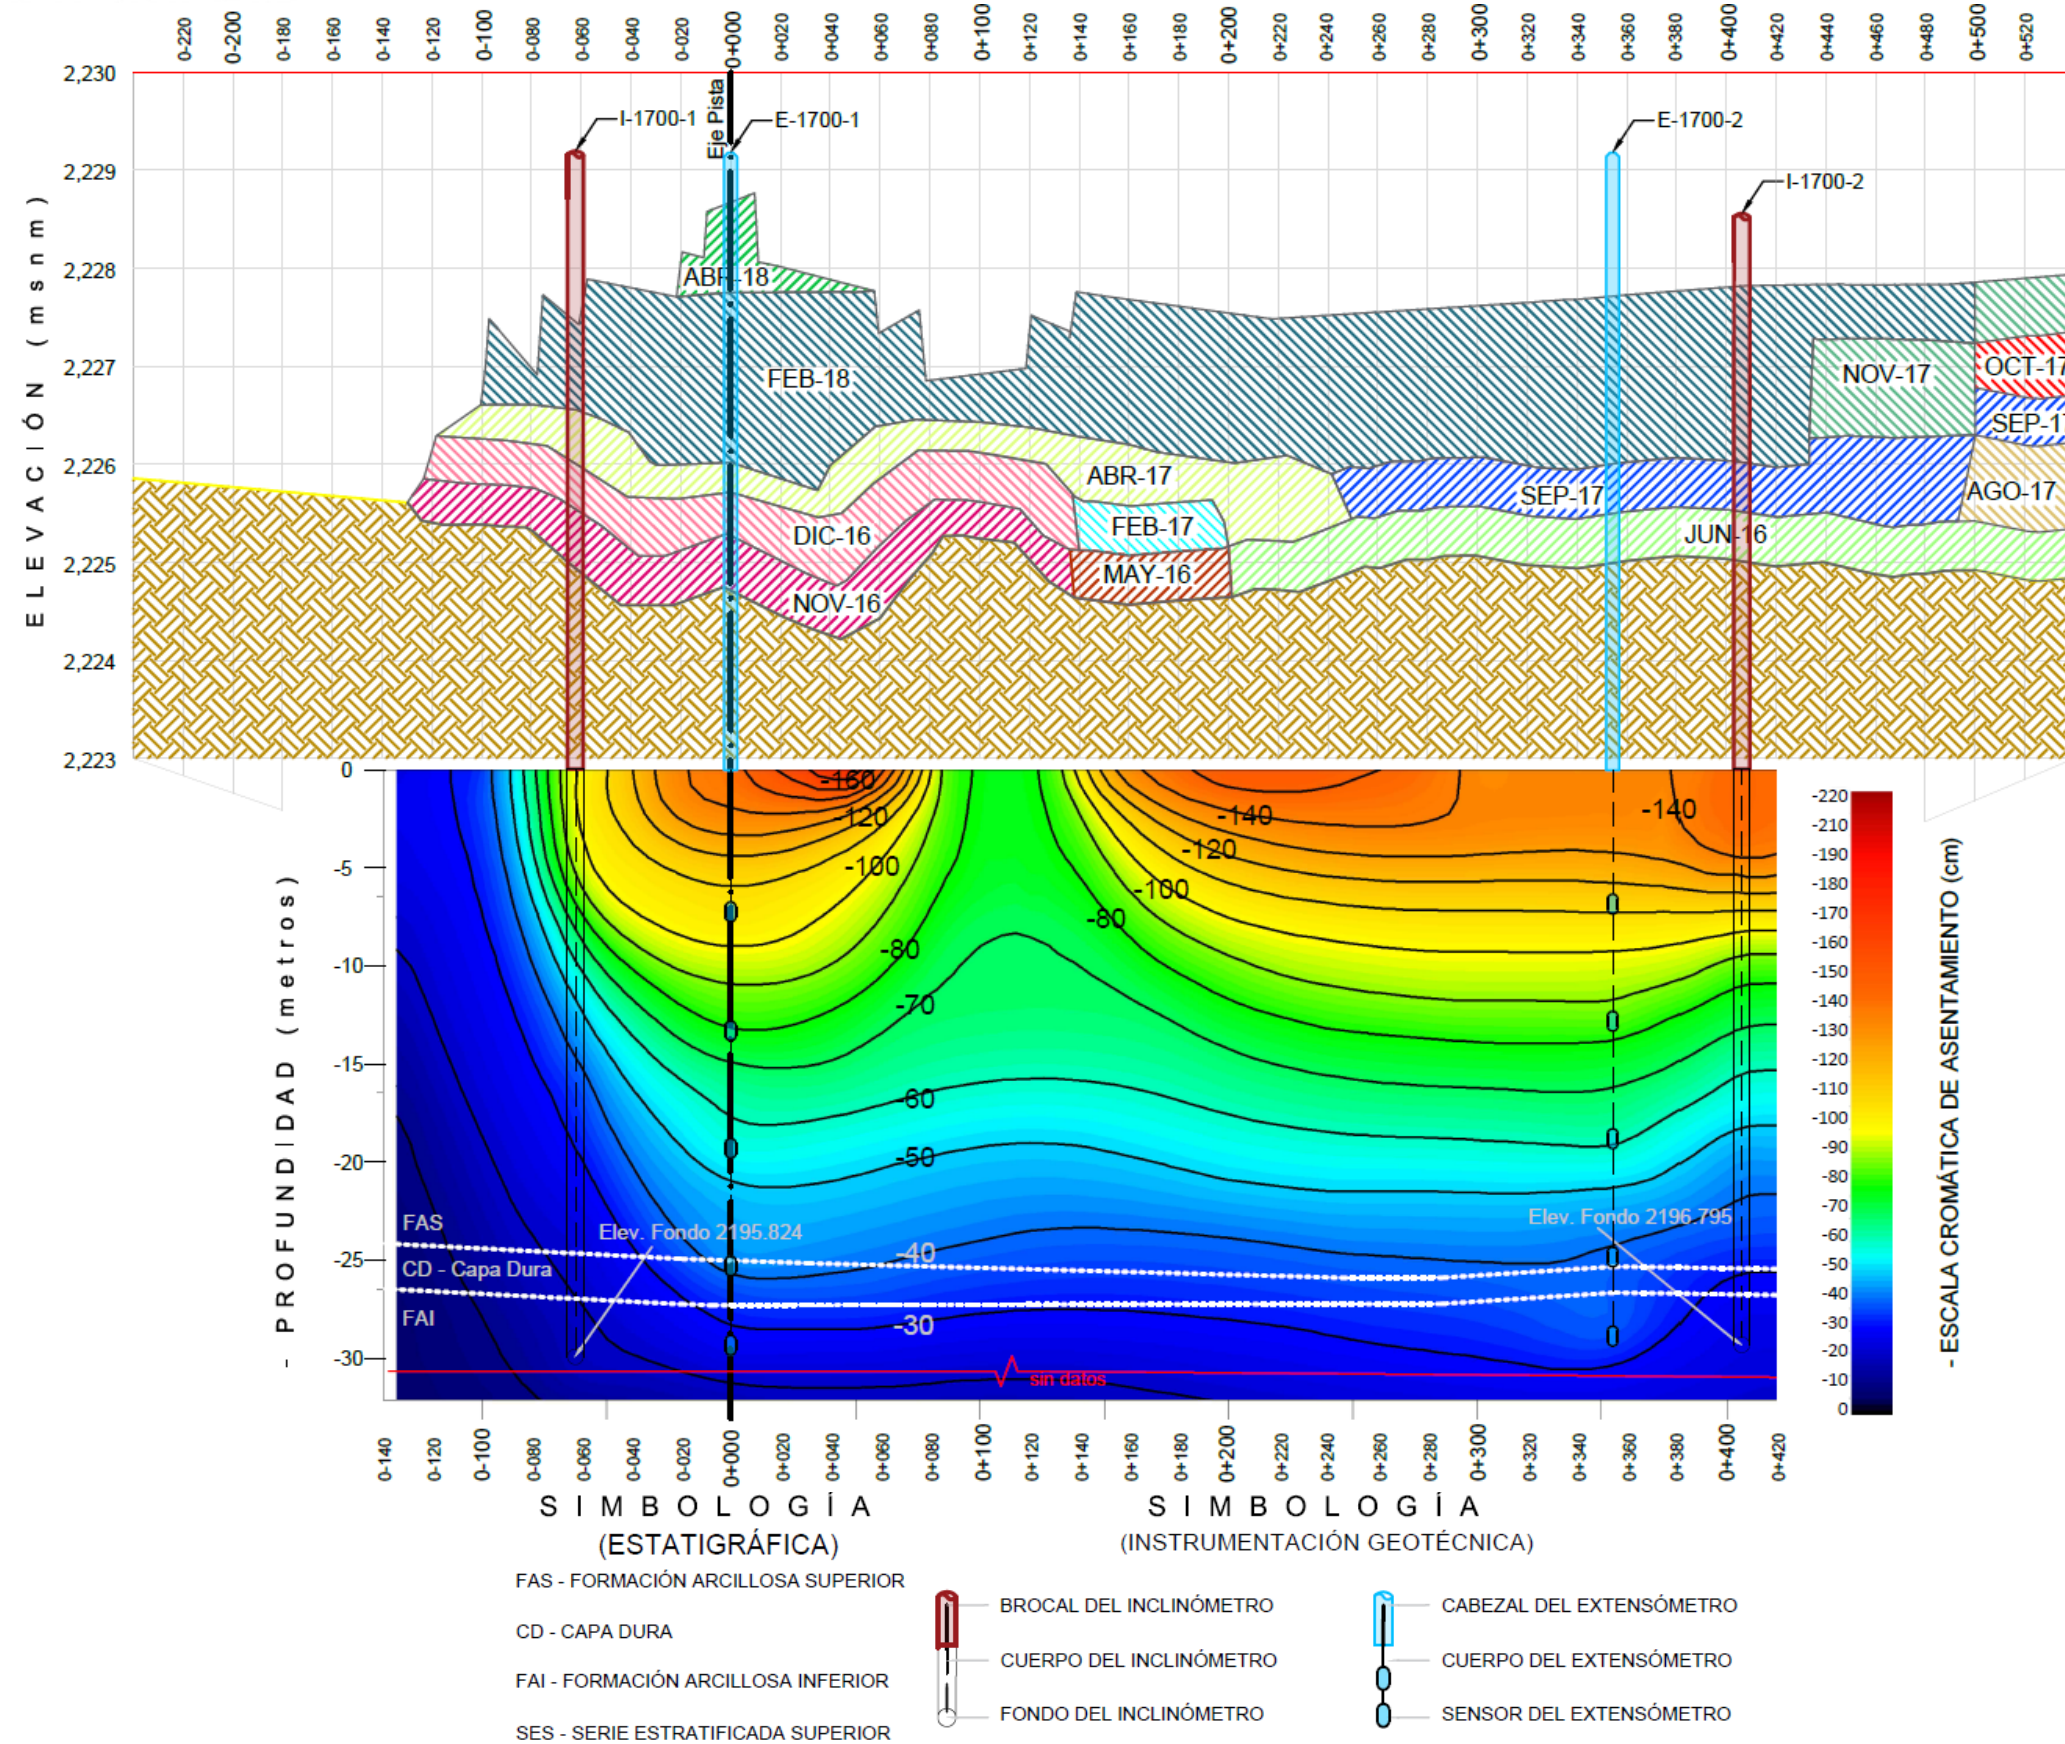 0-220 0-200 0-180 0-160 0-140 0-120 0-100 0-080 0-060 0-040 0-020 0+000 0+020 0+040 0+060 0+080 0+100 0+120 0+140 0+160 0+180 0+200 0+220 0+240 0+260 0+280 0+300 0+320 0+340 0+360 0+380 0+400 0+420 0+440 0+460 0+480 0+500 0+520
2,230
2,229
2,228
2,227
2,226
2,225
2,224
2,223
ELEVACIÓN (msnm)
I-1700-1
Eje Pista
E-1700-1
E-1700-2
I-1700-2
ABR-18
FEB-18
NOV-17
OCT-17
SEP-17
ABR-17
SEP-17
AGO-17
FEB-17
DIC-16
JUN-16
MAY-16
NOV-16
0
-5
-10
-15
-20
-25
-30
- PROFUNDIDAD (metros)
-160
-120
-100
-80
-70
-60
-50
-40
-30
-140
-120
-100
-80
-140
FAS
Elev. Fondo 2195.824
Elev. Fondo 2196.795
CD - Capa Dura
FAI
sin datos
-220
-210
-190
-180
-170
-160
-150
-140
-130
-120
-110
-100
-90
-80
-70
-60
-50
-40
-30
-20
-10
0
- ESCALA CROMÁTICA DE ASENTAMIENTO (cm)
0-140 0-120 0-100 0-080 0-060 0-040 0-020 0+000 0+020 0+040 0+060 0+080 0+100 0+120 0+140 0+160 0+180 0+200 0+220 0+240 0+260 0+280 0+300 0+320 0+340 0+360 0+380 0+400 0+420
SIMBOLOGÍA
(ESTATIGRÁFICA)
FAS - FORMACIÓN ARCILLOSA SUPERIOR
CD - CAPA DURA
FAI - FORMACIÓN ARCILLOSA INFERIOR
SES - SERIE ESTRATIFICADA SUPERIOR
SIMBOLOGÍA
(INSTRUMENTACIÓN GEOTÉCNICA)
BROCAL DEL INCLINÓMETRO
CUERPO DEL INCLINÓMETRO
FONDO DEL INCLINÓMETRO
CABEZAL DEL EXTENSÓMETRO
CUERPO DEL EXTENSÓMETRO
SENSOR DEL EXTENSÓMETRO